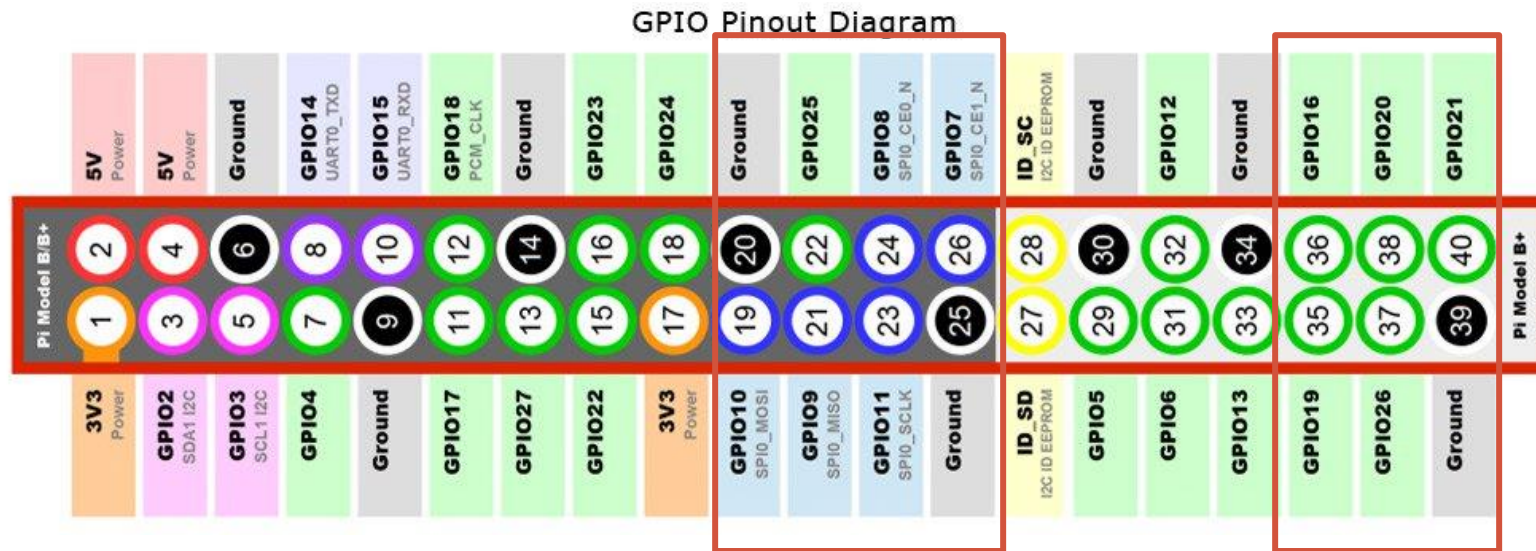 GPIO Pinout Diagram
5V
Power
5V
Power
Ground
GPIO14
UART0_TXD
GPIO15
UART0_RXD
GPIO18
PCM_CLK
Ground
GPIO23
GPIO24
Ground
GPIO25
GPIO8
SPI0_CE0_N
GPIO7
SPI0_CE1_N
ID_SC
I2C ID EEPROM
Ground
GPIO12
Ground
GPIO16
GPIO20
GPIO21
Pi Model B/B+
2 4 6 8 10 12 14 16 18 20 22 24 26 28 30 32 34 36 38 40
1 3 5 7 9 11 13 15 17 19 21 23 25 27 29 31 33 35 37 39
Pi Model B+
3V3
Power
GPIO2
SDA1 I2C
GPIO3
SCL1 I2C
GPIO4
Ground
GPIO17
GPIO27
GPIO22
3V3
Power
GPIO10
SPI0_MOSI
GPIO9
SPI0_MISO
GPIO11
SPI0_SCLK
Ground
ID_SD
I2C ID EEPROM
GPIO5
GPIO6
GPIO13
GPIO19
GPIO26
Ground